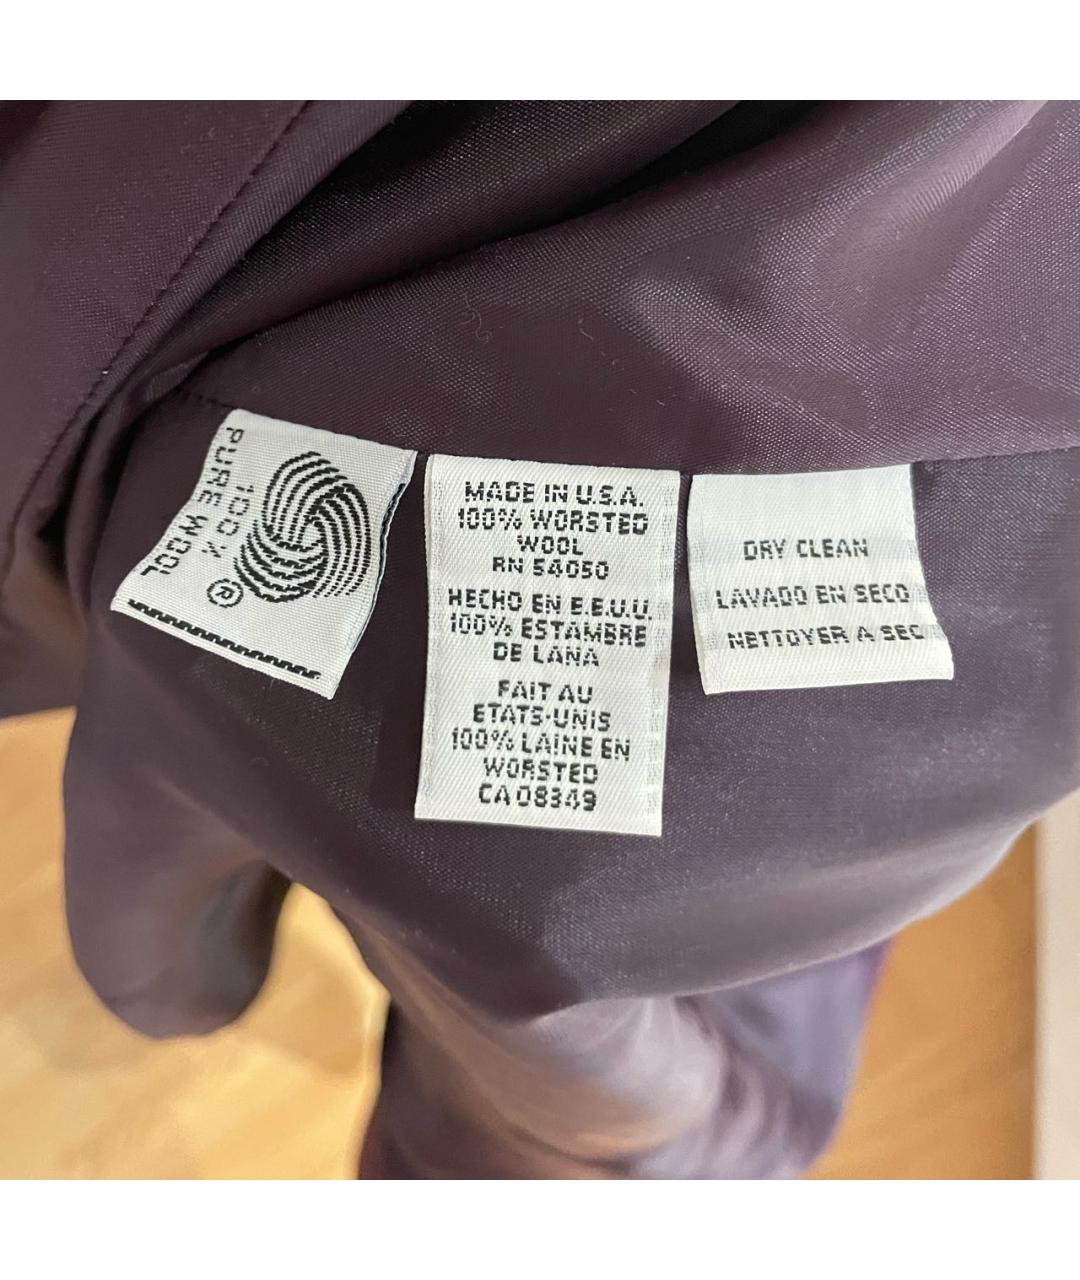 100%
PURE WOOL
®
MADE IN U.S.A.
100% WORSTED
WOOL
RN 54050
HECHO EN E.E.U.U.
100% ESTAMBRE
DE LANA
FAIT AU
ETATS-UNIS
100% LAINE EN
WORSTED
CA 08349
DRY CLEAN
LAVADO EN SECO
NETTOYER A SEC